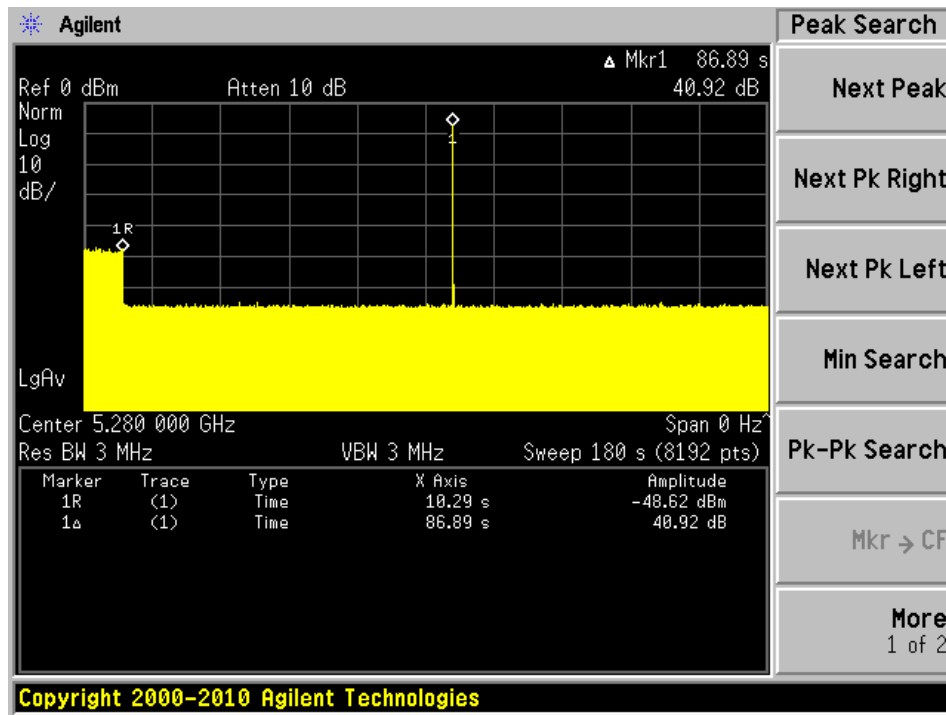 Agilent
Peak Search
Δ Mkr1 86.89 s
Ref 0 dBm Atten 10 dB 40.92 dB
Norm
Log
10
dB/
1
1R
LgAv
Center 5.280 000 GHz Span 0 Hz^
Res BW 3 MHz VBW 3 MHz Sweep 180 s (8192 pts)
Marker Trace Type X Axis Amplitude
1R (1) Time 10.29 s -48.62 dBm
1Δ (1) Time 86.89 s 40.92 dB
Next Peak
Next Pk Right
Next Pk Left
Min Search
Pk-Pk Search
Mkr → CF
More
1 of 2
Copyright 2000-2010 Agilent Technologies